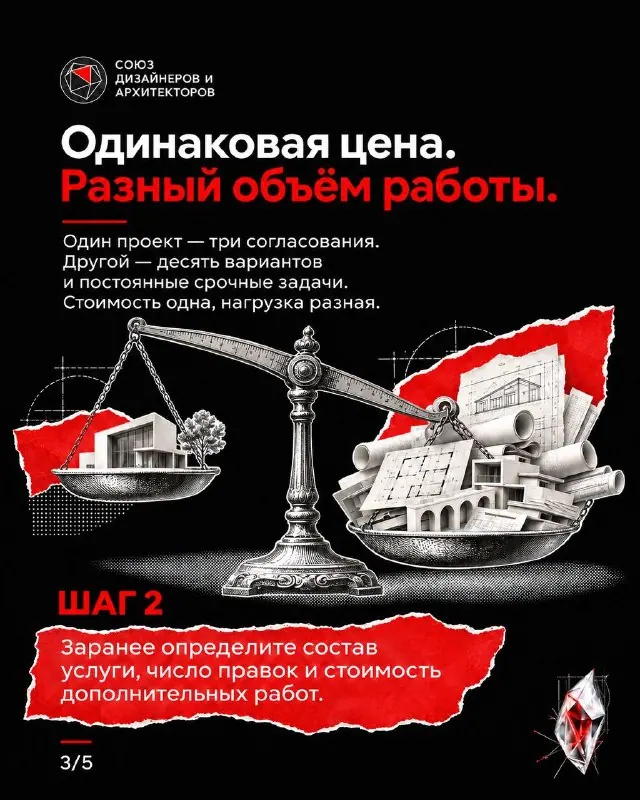 СОЮЗ
ДИЗАЙНЕРОВ И
АРХИТЕКТОРОВ
Одинаковая цена.
Разный объём работы.
Один проект — три согласования.
Другой — десять вариантов
и постоянные срочные задачи.
Стоимость одна, нагрузка разная.
ШАГ 2
Заранее определите состав
услуги, число правок и стоимость
дополнительных работ.
3/5